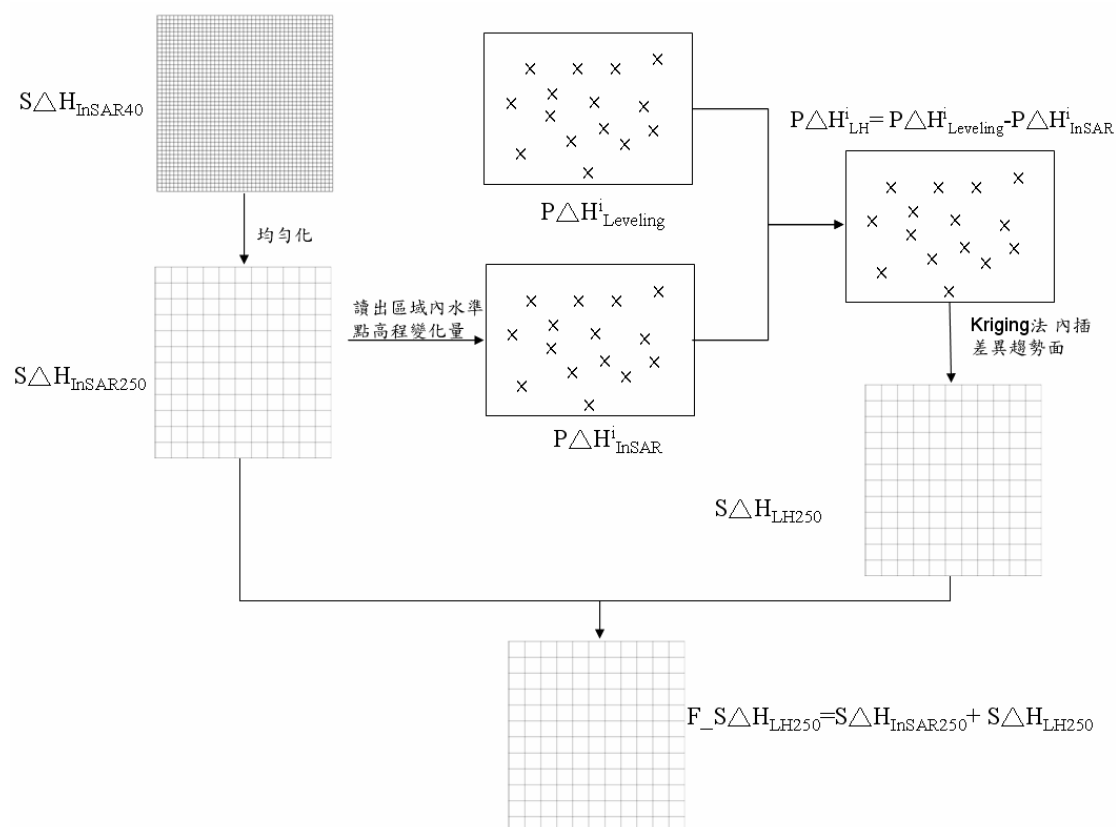 S△H_InSAR40
均勻化
S△H_InSAR250
P△H^i_Leveling
讀出區域內水準
點高程變化量
P△H^i_InSAR
P△H^i_LH= P△H^i_Leveling-P△H^i_InSAR
Kriging法 內插
差異趨勢面
S△H_LH250
F_S△H_LH250=S△H_InSAR250+ S△H_LH250